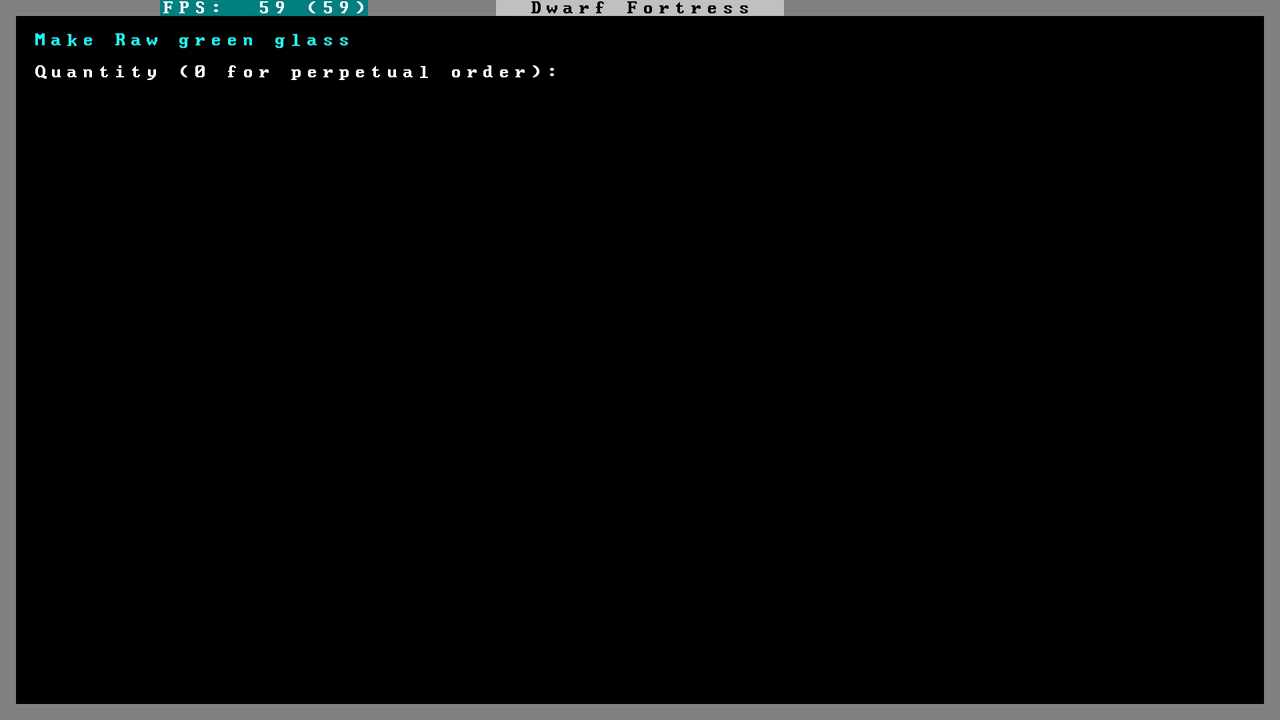 FPS: 59 (59) Dwarf Fortress
Make Raw green glass
Quantity (0 for perpetual order):